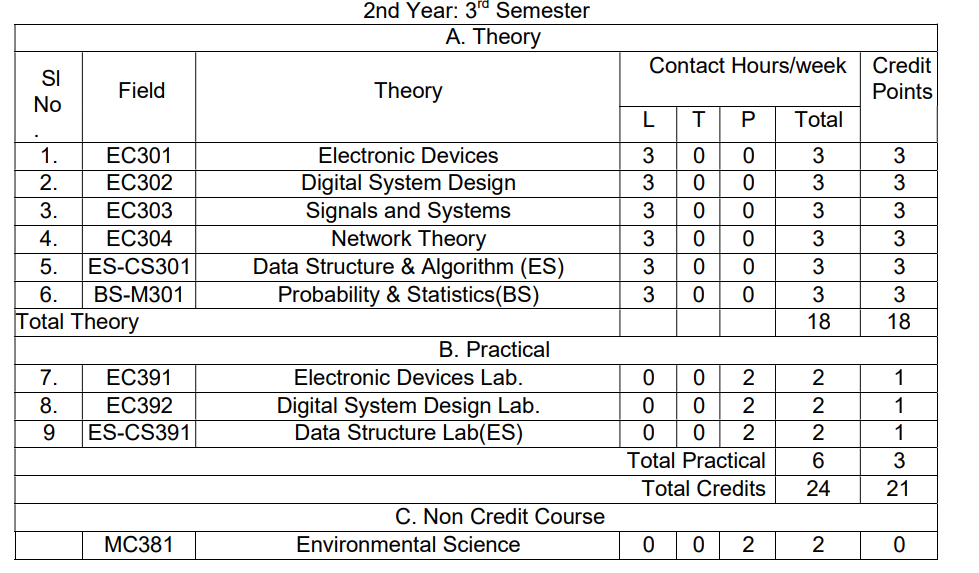 2nd Year: 3rd Semester
A. Theory
Sl No . Field Theory Contact Hours/week Credit Points
L T P Total
1. EC301 Electronic Devices 3 0 0 3 3
2. EC302 Digital System Design 3 0 0 3 3
3. EC303 Signals and Systems 3 0 0 3 3
4. EC304 Network Theory 3 0 0 3 3
5. ES-CS301 Data Structure & Algorithm (ES) 3 0 0 3 3
6. BS-M301 Probability & Statistics(BS) 3 0 0 3 3
Total Theory 18 18
B. Practical
7. EC391 Electronic Devices Lab. 0 0 2 2 1
8. EC392 Digital System Design Lab. 0 0 2 2 1
9 ES-CS391 Data Structure Lab(ES) 0 0 2 2 1
Total Practical 6 3
Total Credits 24 21
C. Non Credit Course
MC381 Environmental Science 0 0 2 2 0